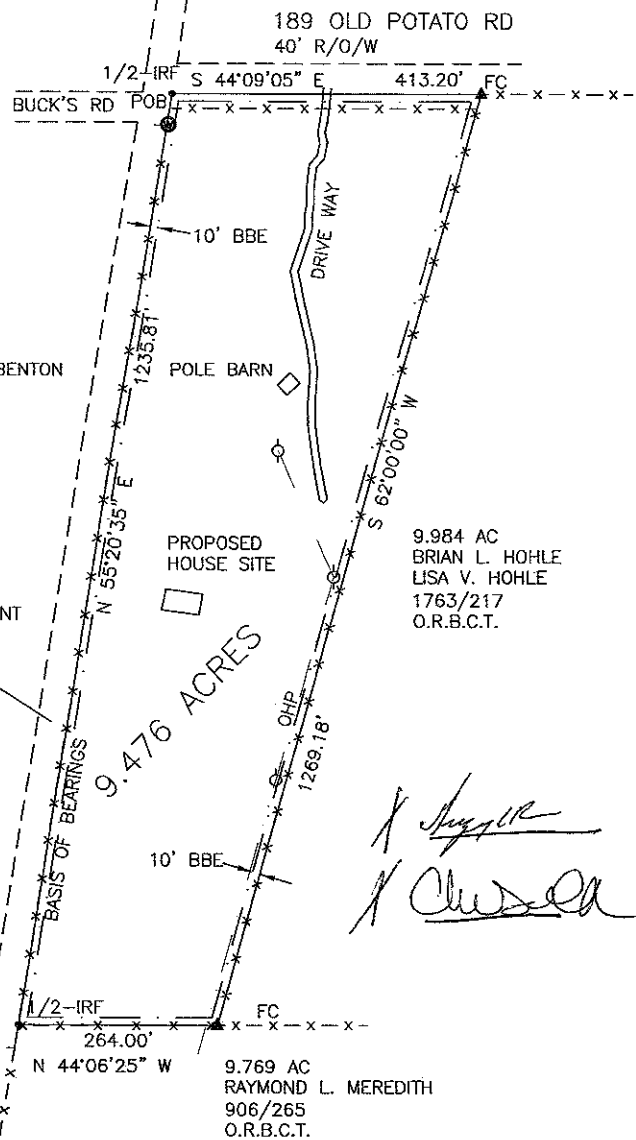 189 OLD POTATO RD
40' R/O/W
1/2-IRF
S 44°09'05" E
413.20'
FC
BUCK'S RD
POB
W
10' BBE
DRIVE WAY
1235.81'
BENTON
POLE BARN
N 55°20'35" E
S 62°00'00" W
PROPOSED
HOUSE SITE
9.984 AC
BRIAN L. HOHLE
LISA V. HOHLE
1763/217
O.R.B.C.T.
NT
9.476 ACRES
OHP
1269.18'
BASIS OF BEARINGS
10' BBE
X
X
1/2-IRF
FC
264.00'
N 44°06'25" W
9.769 AC
RAYMOND L. MEREDITH
906/265
O.R.B.C.T.